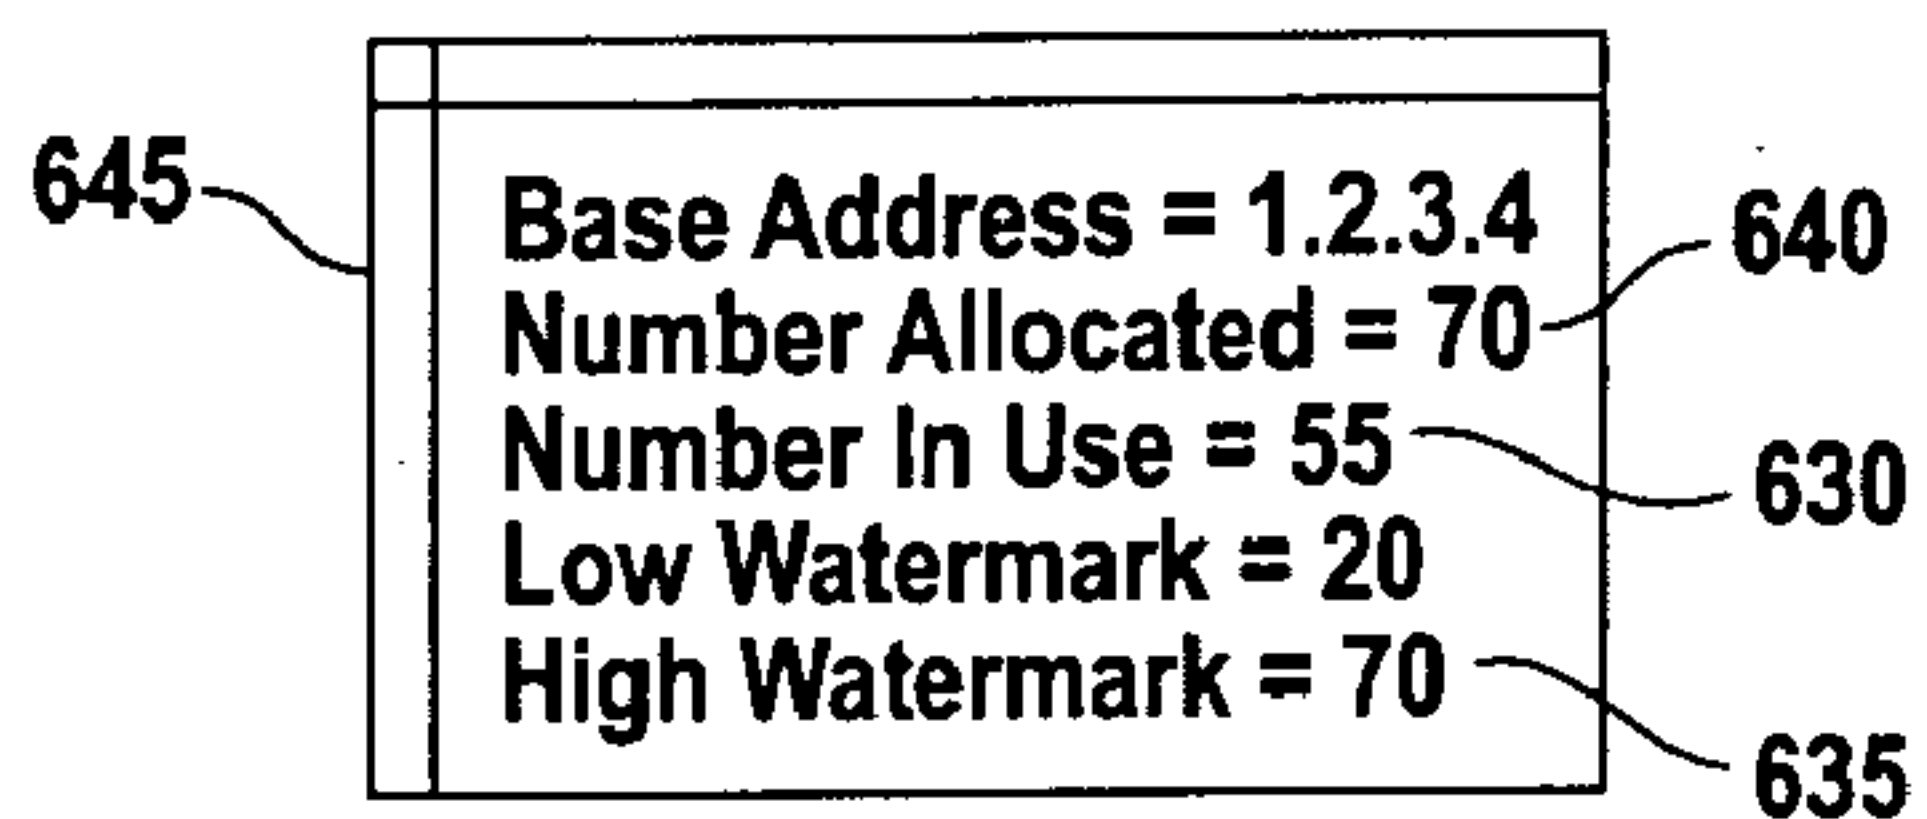 645
Base Address = 1.2.3.4
640
Number Allocated = 70
Number In Use = 55
630
Low Watermark = 20
High Watermark = 70
635